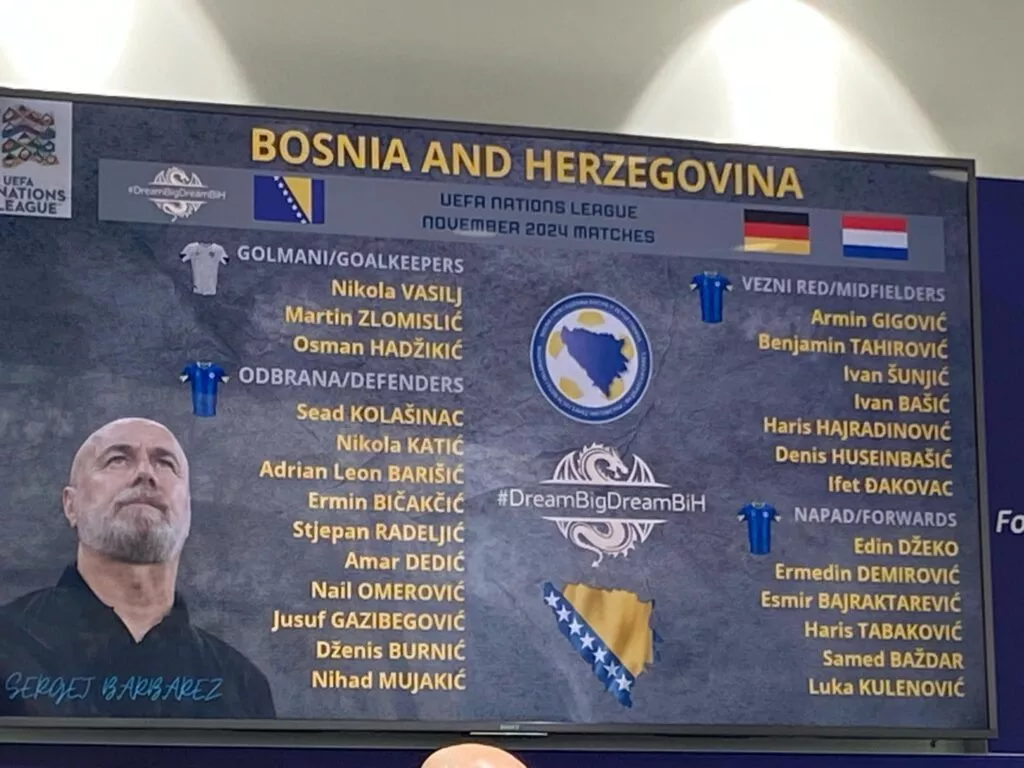 UEFA
NATIONS
LEAGUE
BOSNIA AND HERZEGOVINA
#DreamBigDreamBiH
UEFA NATIONS LEAGUE
NOVEMBER 2024 MATCHES
GOLMANI/GOALKEEPERS
Nikola VASILJ
Martin ZLOMISLIĆ
Osman HADŽIKIĆ
ODBRANA/DEFENDERS
Sead KOLAŠINAC
Nikola KATIĆ
Adrian Leon BARIŠIĆ
Ermin BIČAKČIĆ
Stjepan RADELJIĆ
Amar DEDIĆ
Nail OMEROVIĆ
Jusuf GAZIBEGOVIĆ
Dženis BURNIĆ
Nihad MUJAKIĆ
SERGEJ BARBAREZ
#DreamBigDreamBiH
VEZNI RED/MIDFIELDERS
Armin GIGOVIĆ
Benjamin TAHIROVIĆ
Ivan ŠUNJIĆ
Ivan BAŠIĆ
Haris HAJRADINOVIĆ
Denis HUSEINBAŠIĆ
Ifet ĐAKOVAC
NAPAD/FORWARDS
Edin DŽEKO
Ermedin DEMIROVIĆ
Esmir BAJRAKTAREVIĆ
Haris TABAKOVIĆ
Samed BAŽDAR
Luka KULENOVIĆ
Fo